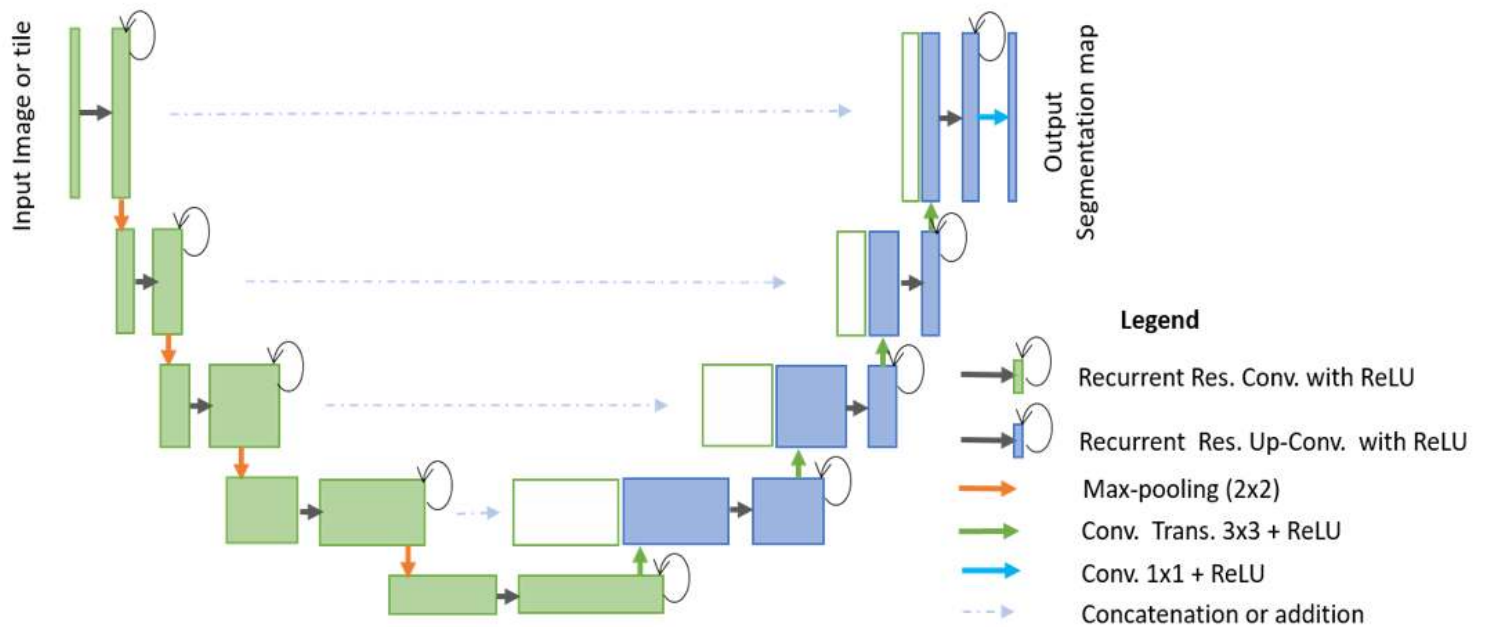 Input Image or tile
Output
Segmentation map
Legend
Recurrent Res. Conv. with ReLU
Recurrent Res. Up-Conv. with ReLU
Max-pooling (2x2)
Conv. Trans. 3x3 + ReLU
Conv. 1x1 + ReLU
Concatenation or addition